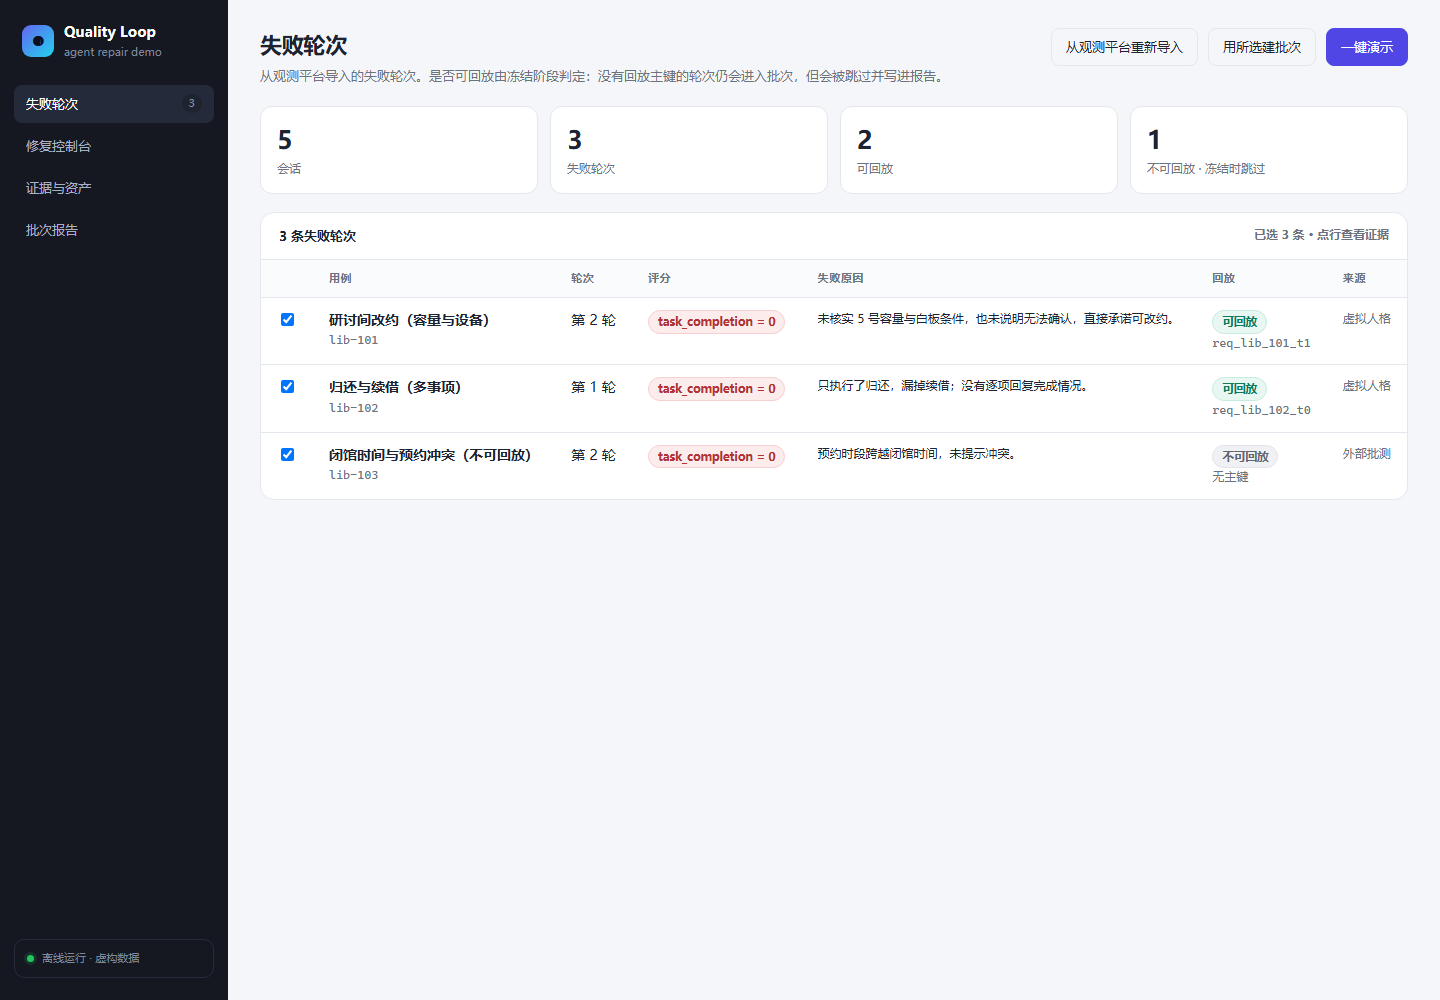 Quality Loop
agent repair demo
失败轮次 3
修复控制台
证据与资产
批次报告
离线运行 · 虚构数据
失败轮次
从观测平台导入的失败轮次。是否可回放由冻结阶段判定：没有回放主键的轮次仍会进入批次，但会被跳过并写进报告。
从观测平台重新导入 用所选建批次 一键演示
5
会话
3
失败轮次
2
可回放
1
不可回放 · 冻结时跳过
3 条失败轮次 已选 3 条 • 点行查看证据
用例 轮次 评分 失败原因 回放 来源
研讨间改约（容量与设备） 第 2 轮 task_completion = 0 未核实 5 号容量与白板条件，也未说明无法确认，直接承诺可改约。 可回放 虚拟人格
lib-101 req_lib_101_t1
归还与续借（多事项） 第 1 轮 task_completion = 0 只执行了归还，漏掉续借；没有逐项回复完成情况。 可回放 虚拟人格
lib-102 req_lib_102_t0
闭馆时间与预约冲突（不可回放） 第 2 轮 task_completion = 0 预约时段跨越闭馆时间，未提示冲突。 不可回放 外部批测
lib-103 无主键